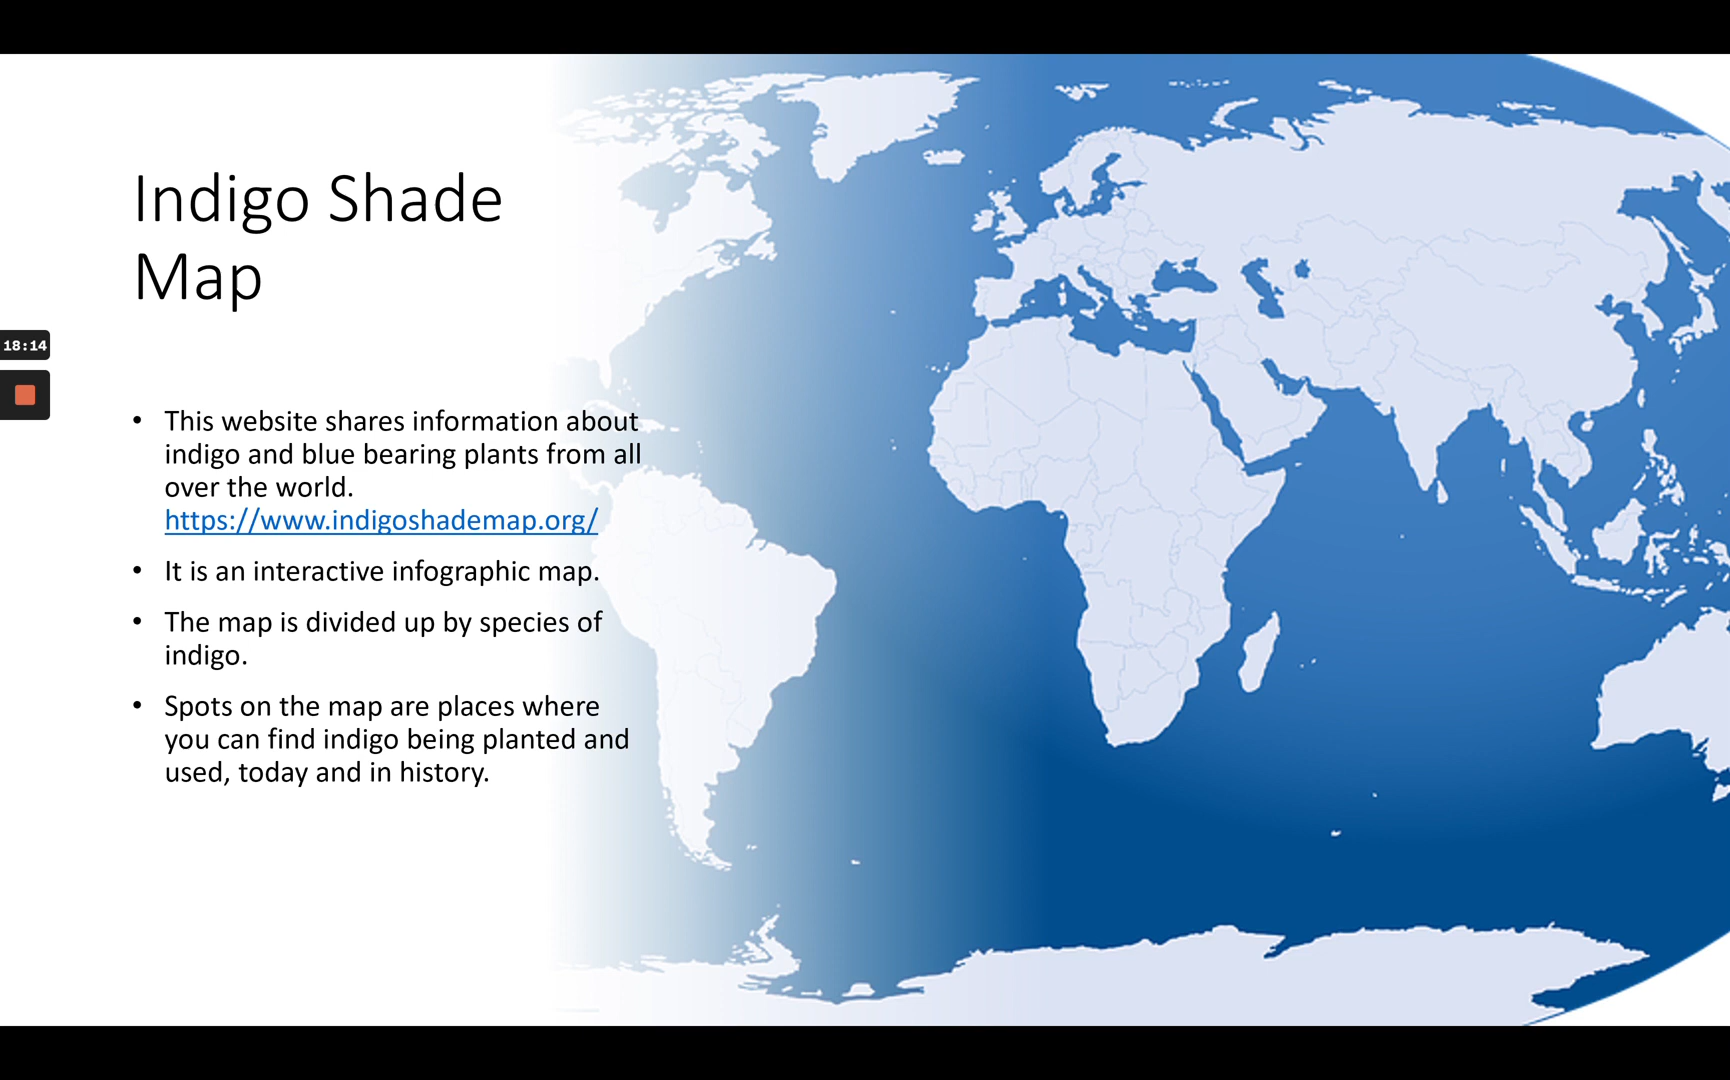 Indigo Shade
Map
18:14
• This website shares information about
indigo and blue bearing plants from all
over the world.
https://www.indigoshademap.org/
• It is an interactive infographic map.
• The map is divided up by species of
indigo.
• Spots on the map are places where
you can find indigo being planted and
used, today and in history.